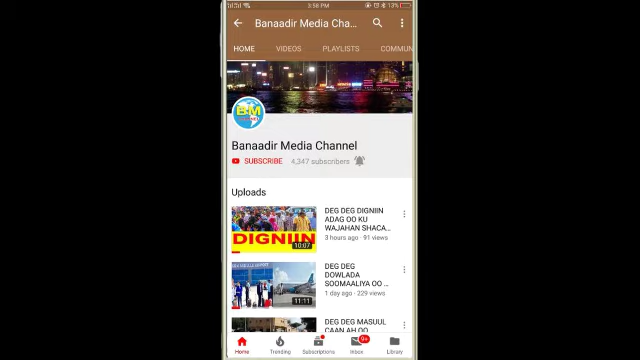 3:56 PM
13%
Banaadir Media Cha...
HOME VIDEOS PLAYLISTS COMMUN
BM
CHANNEL
Banaadir Media Channel
SUBSCRIBE 4,347 subscribers
Uploads
DIGNIIN
10:07
DEG DEG DIGNIIN
ADAG OO KU
WAJAHAN SHACA...
3 hours ago - 91 views
11:11
DEG DEG
DOWLADA
SOOMAALIYA OO ...
1 day ago - 229 views
DEG DEG MASUUL
CAAN AH OO
Home Trending Subscriptions Inbox Library
9+